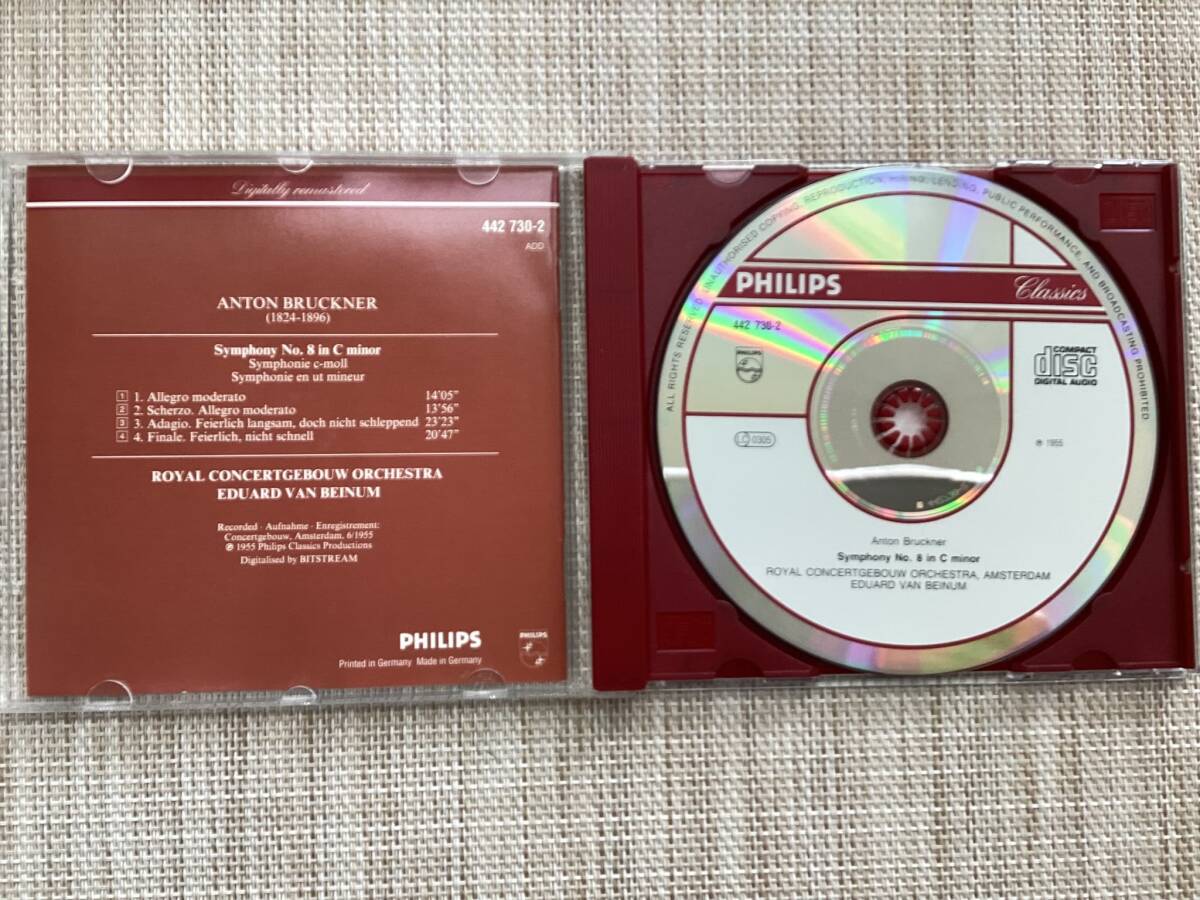 Digitally remastered
442 730-2
ADD
ANTON BRUCKNER
(1824-1896)
Symphony No. 8 in C minor
Symphonie c-moll
Symphonie en ut mineur
1 1. Allegro moderato 14'05"
2 2. Scherzo. Allegro moderato 13'56"
3 3. Adagio. Feierlich langsam, doch nicht schleppend 23'23"
4 4. Finale. Feierlich, nicht schnell 20'47"
ROYAL CONCERTGEBOUW ORCHESTRA
EDUARD VAN BEINUM
Recorded · Aufnahme · Enregistrement:
Concertgebouw, Amsterdam, 6/1955
℗ 1955 Philips Classics Productions
Digitalised by BITSTREAM
PHILIPS
PHILIPS
Printed in Germany Made in Germany
ALL RIGHTS RESERVED. UNAUTHORISED COPYING, REPRODUCTION, HIRING, LENDING, PUBLIC PERFORMANCE, AND BROADCASTING PROHIBITED.
PHILIPS Classics
442 730-2
PHILIPS
COMPACT
disc
DIGITAL AUDIO
LC 0305
℗ 1955
Anton Bruckner
Symphony No. 8 in C minor
ROYAL CONCERTGEBOUW ORCHESTRA, AMSTERDAM
EDUARD VAN BEINUM